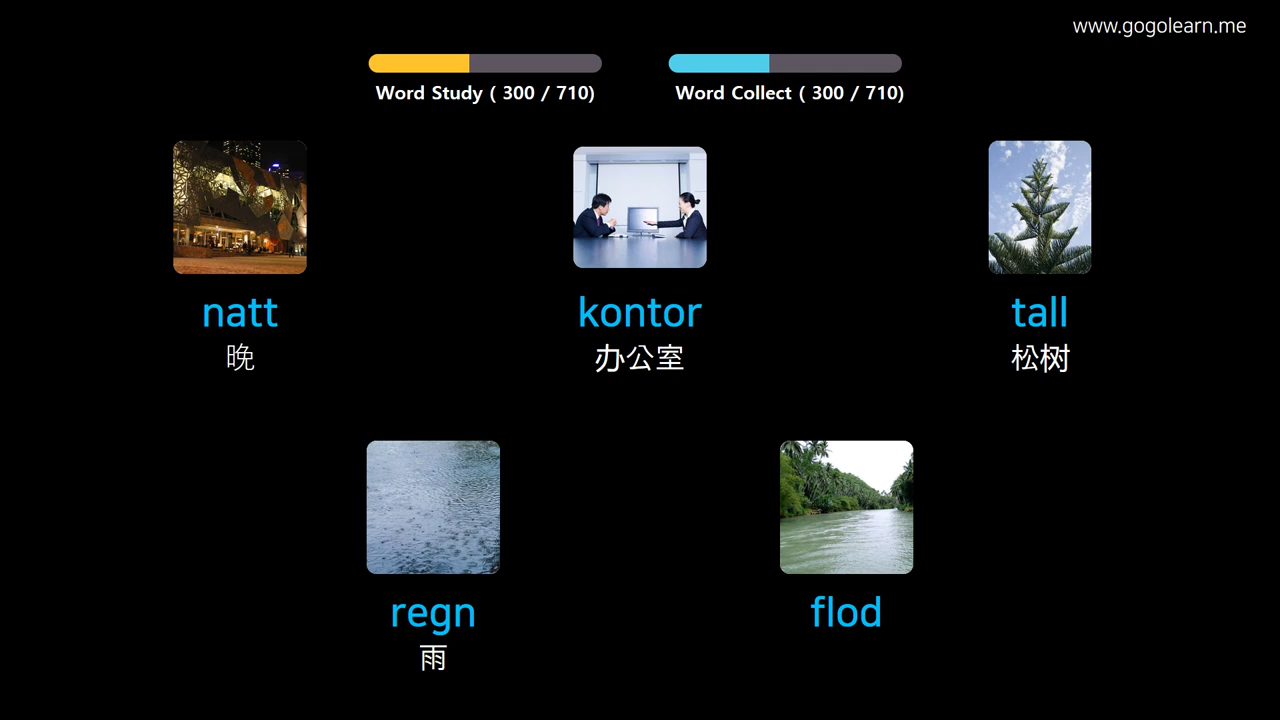 www.gogolearn.me
Word Study ( 300 / 710)
Word Collect ( 300 / 710)
natt
晚
kontor
办公室
tall
松树
regn
雨
flod